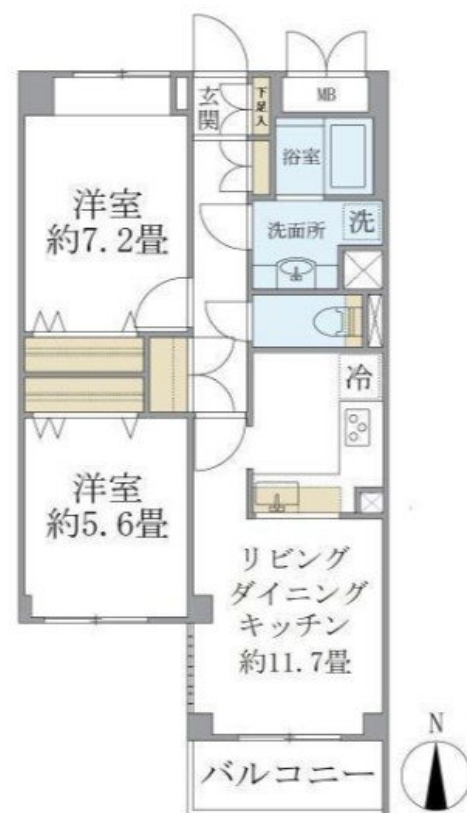 玄関
下足入
MB
浴室
洋室
約7.2畳
洗面所
洗
冷
洋室
約5.6畳
リビング
ダイニング
キッチン
約11.7畳
バルコニー
N